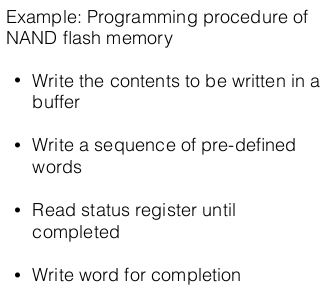 Example: Programming procedure of
NAND flash memory
• Write the contents to be written in a
buffer
• Write a sequence of pre-defined
words
• Read status register until
completed
• Write word for completion